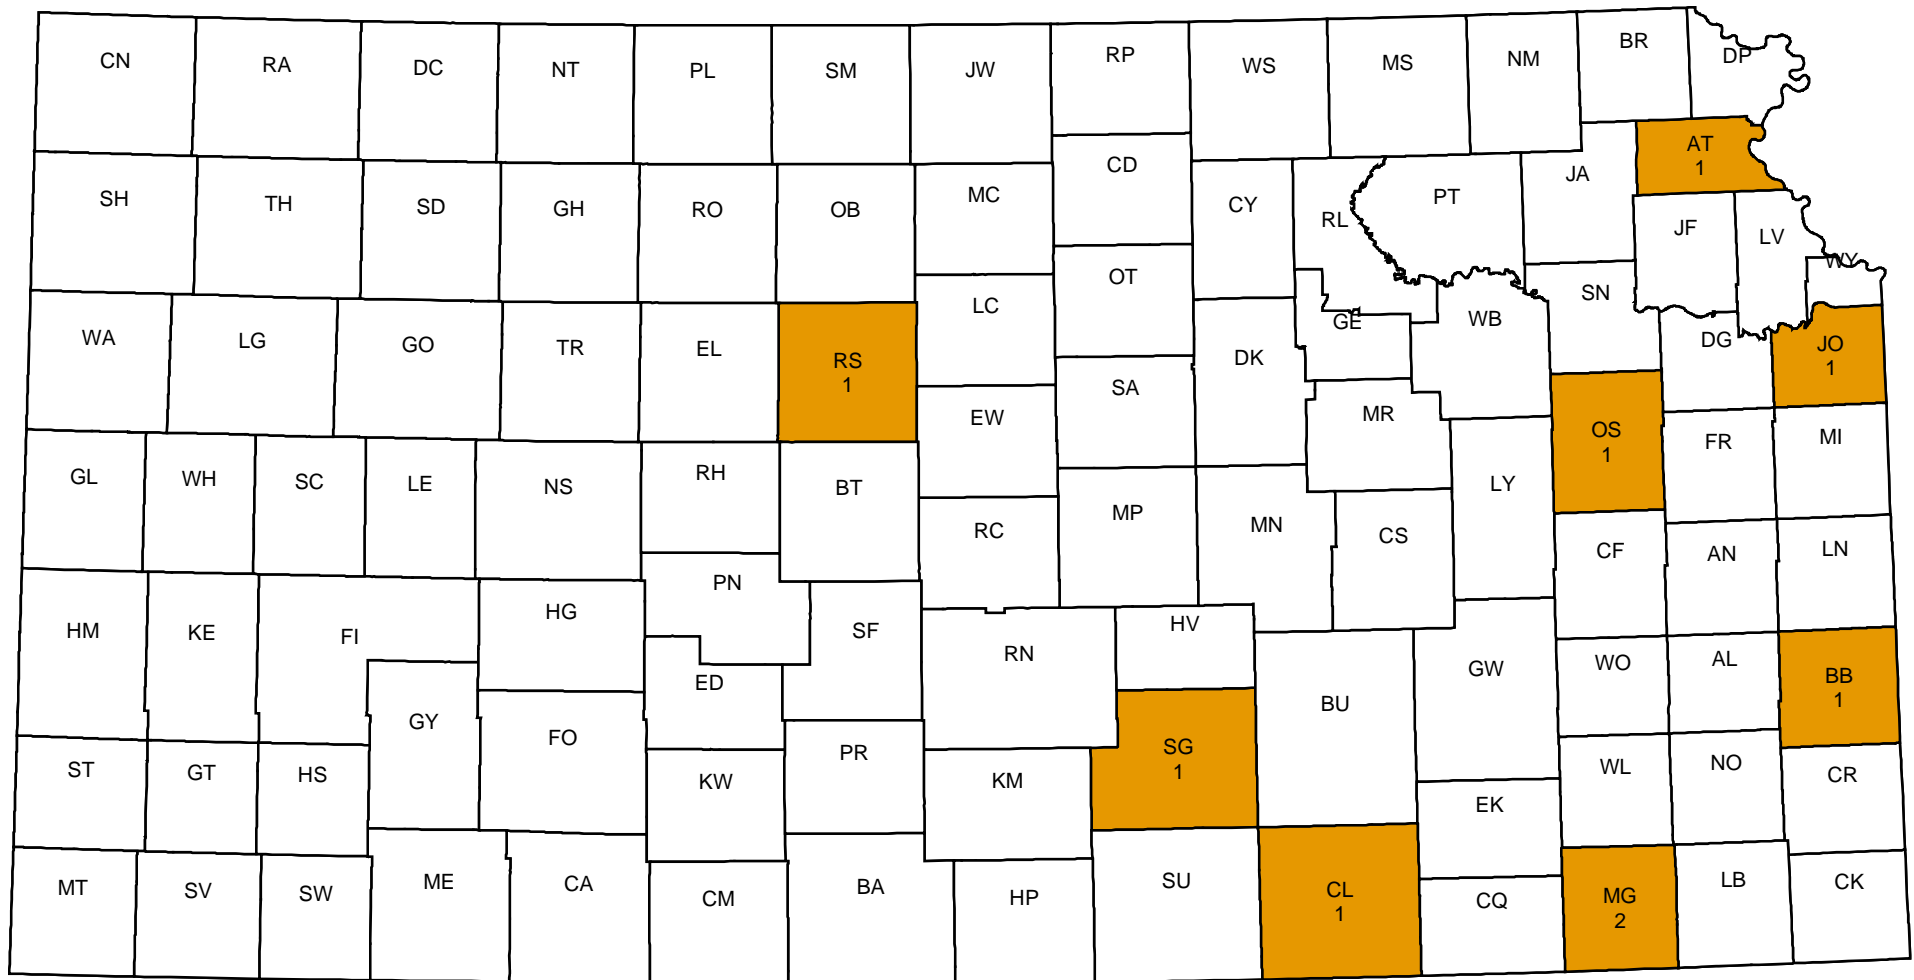 CN RA DC NT PL SM JW RP WS MS NM BR DP
SH TH SD GH RO OB MC CD CY RL PT JA AT
1
JF LV WY
WA LG GO TR EL RS
1
LC OT DK GE WB SN DG JO
1
EW SA MR OS
1
FR MI
GL WH SC LE NS RH BT RC MP MN CS LY CF AN LN
HM KE FI HG PN SF RN HV GW WO AL BB
1
GY ED FO PR SG
1
BU WL NO CR
ST GT HS KW KM EK
MT SV SW ME CA CM BA HP SU CL
1
CQ MG
2
LB CK